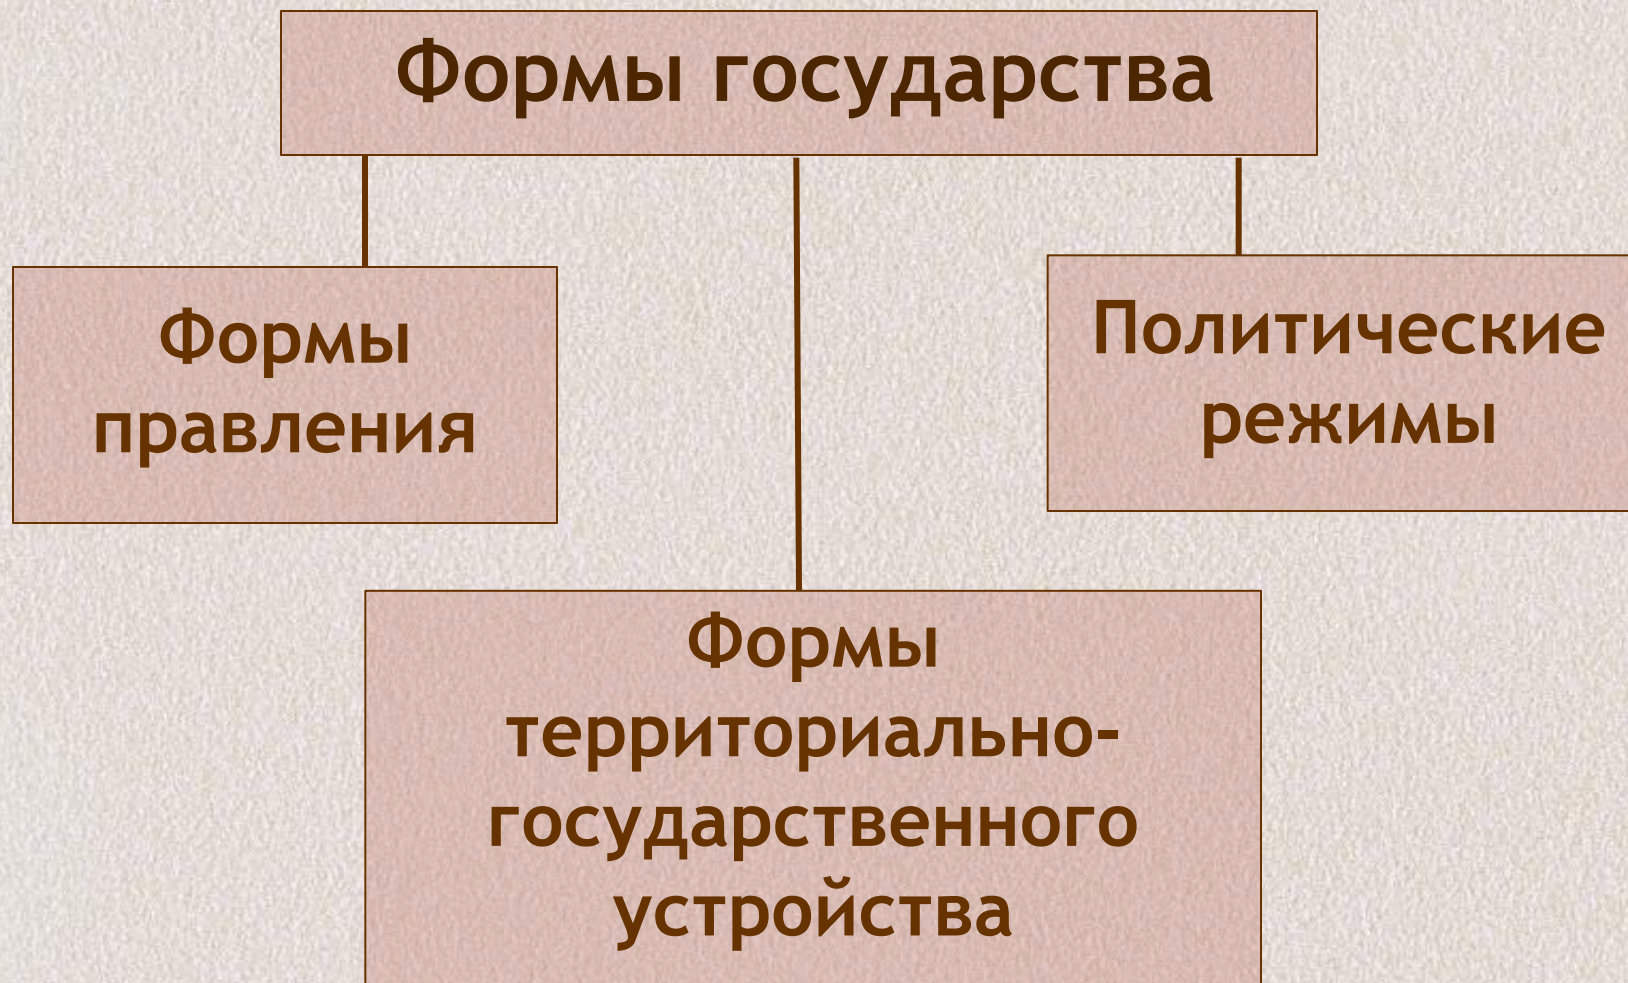 Формы государства
Формы
правления
Политические
режимы
Формы
территориально-
государственного
устройства